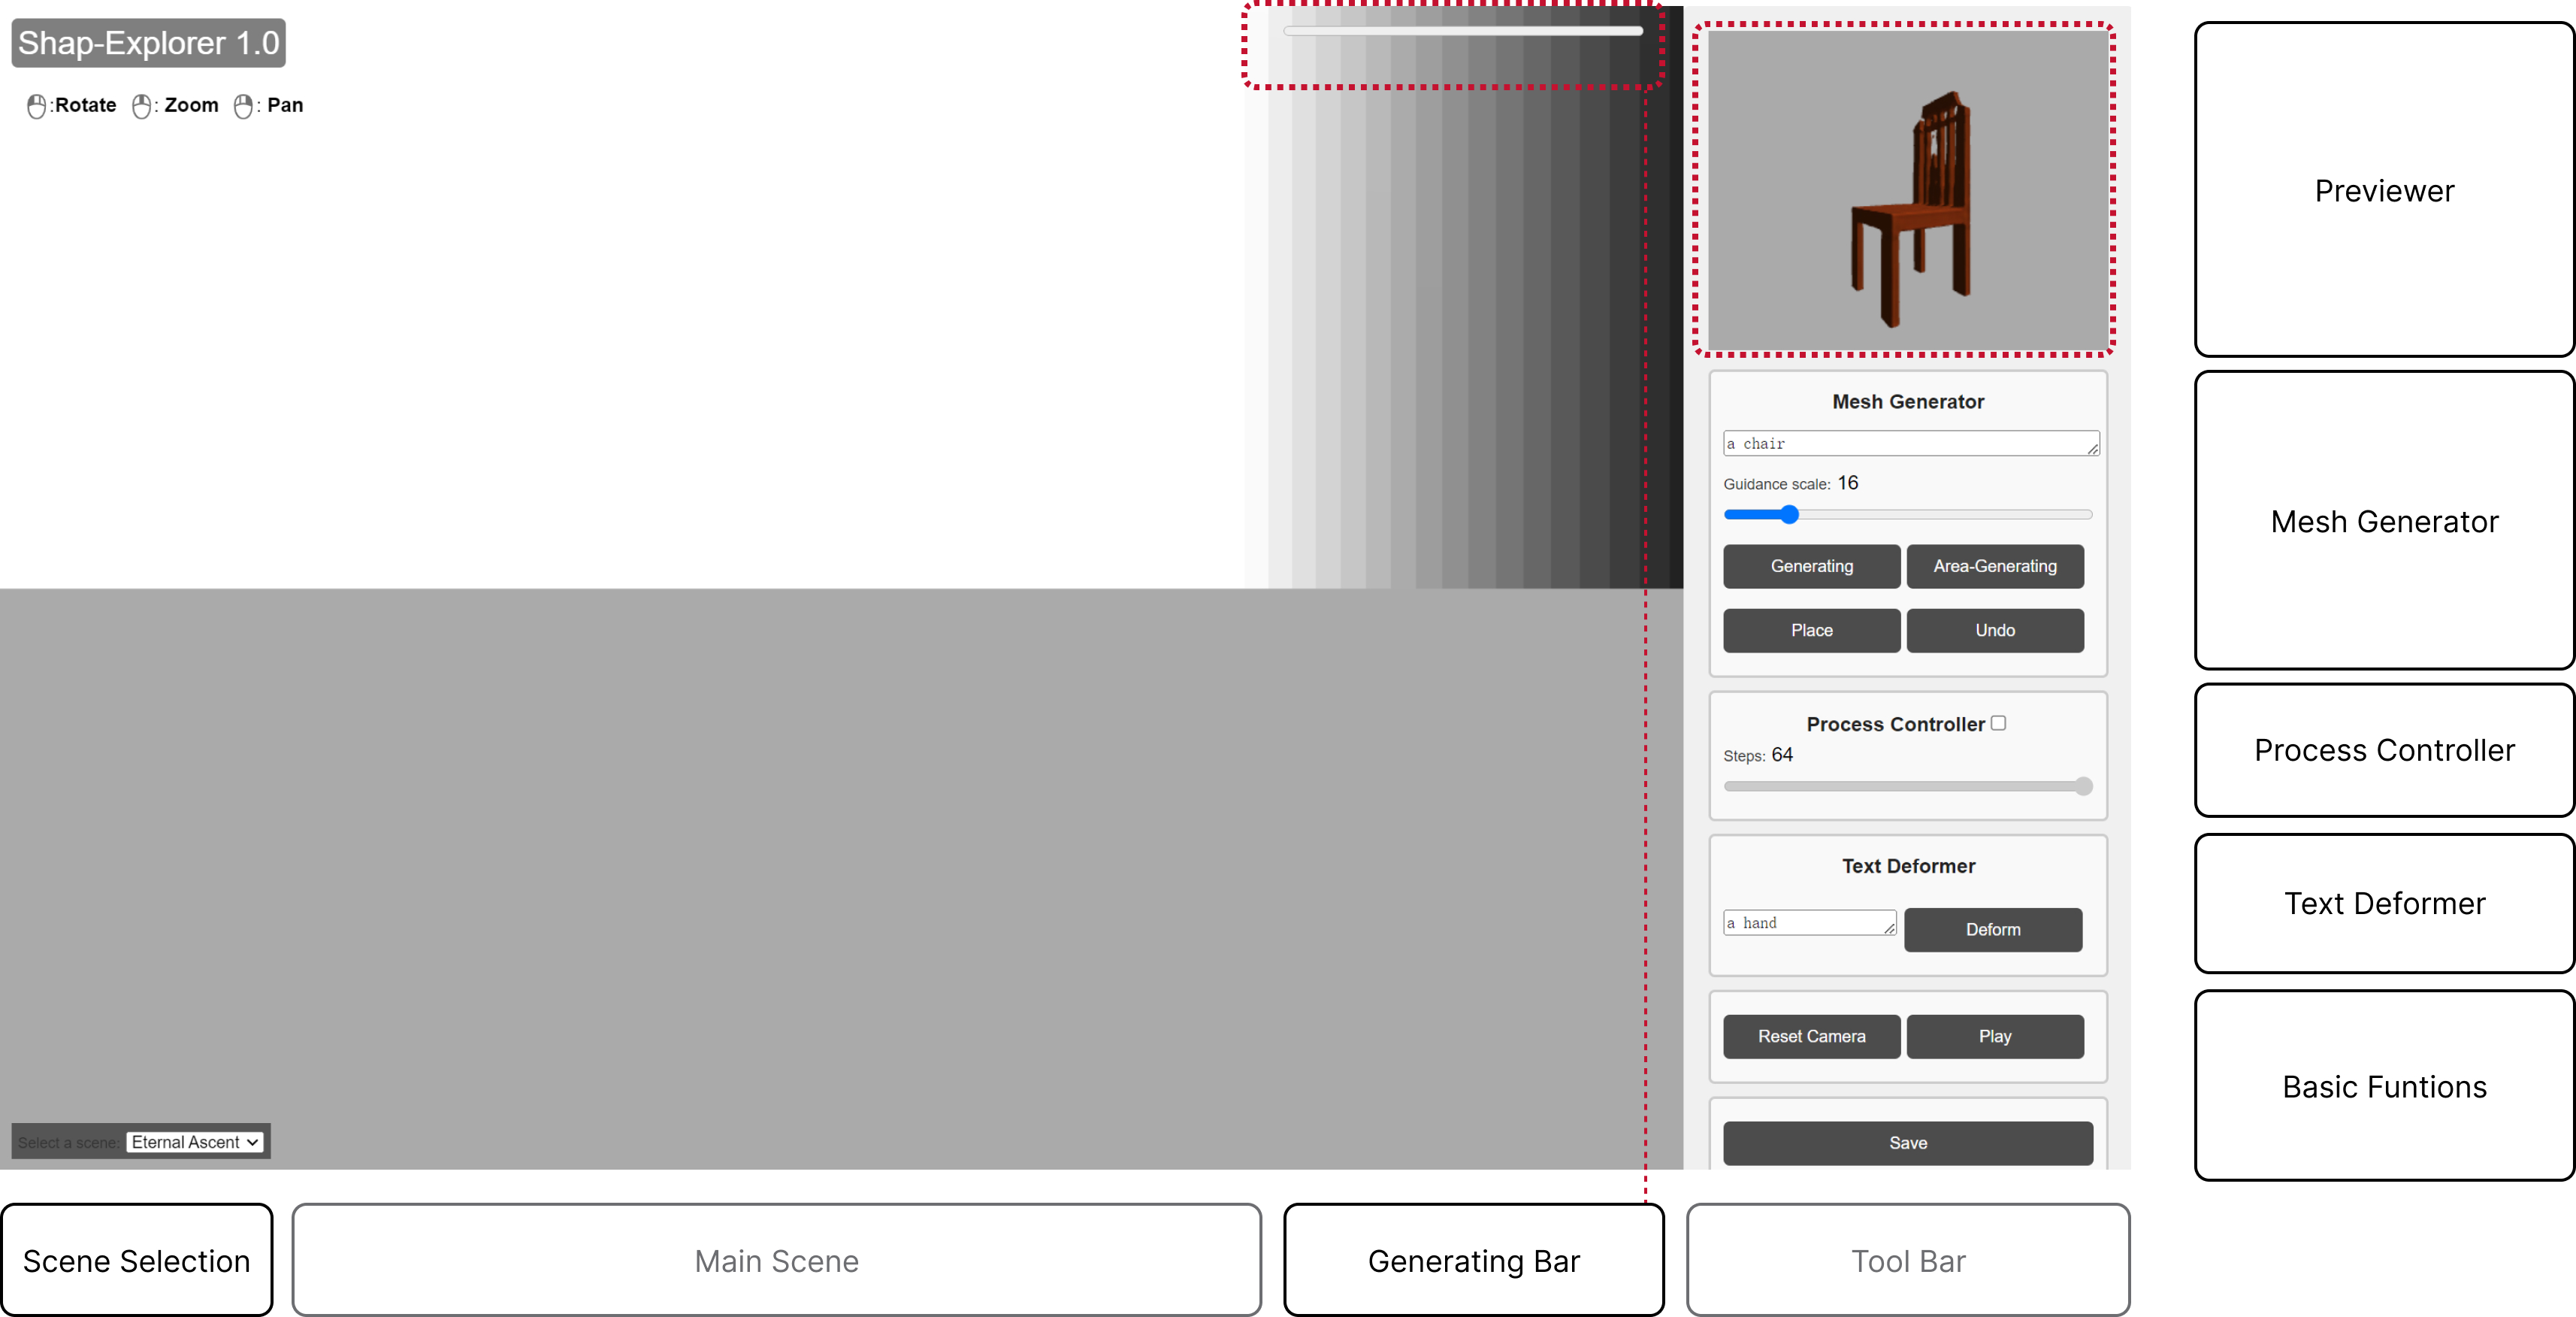 Shap-Explorer 1.0
:Rotate : Zoom : Pan
Mesh Generator
a chair
Guidance scale: 16
Generating Area-Generating
Place Undo
Process Controller
Steps: 64
Text Deformer
a hand Deform
Reset Camera Play
Save
Select a scene: Eternal Ascent
Previewer
Mesh Generator
Process Controller
Text Deformer
Basic Funtions
Scene Selection
Main Scene
Generating Bar
Tool Bar